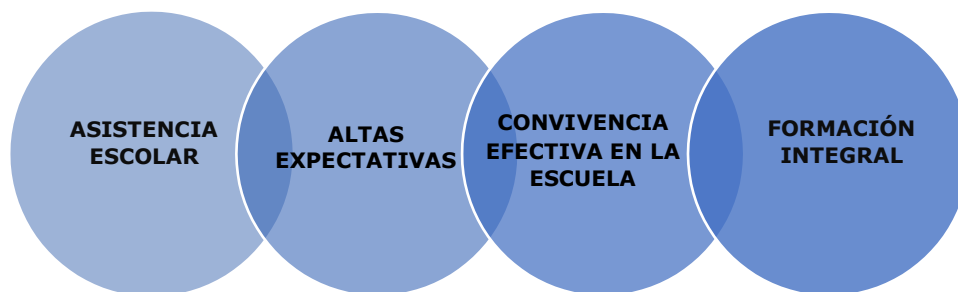 ASISTENCIA
ESCOLAR
ALTAS
EXPECTATIVAS
CONVIVENCIA
EFECTIVA EN LA
ESCUELA
FORMACIÓN
INTEGRAL